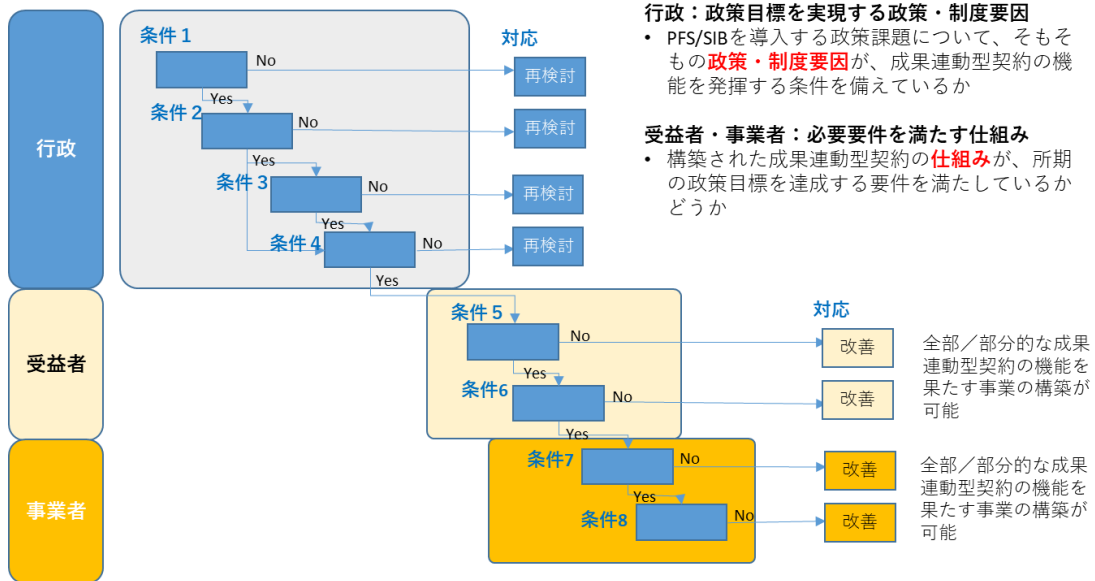 行政：政策目標を実現する政策・制度要因
• PFS/SIBを導入する政策課題について、そもそ
もの政策・制度要因が、成果連動型契約の機
能を発揮する条件を備えているか
受益者・事業者：必要要件を満たす仕組み
• 構築された成果連動型契約の仕組みが、所期
の政策目標を達成する要件を満たしているか
どうか
行政
条件１
対応
No
再検討
Yes
条件２
No
再検討
Yes
条件３
No
再検討
Yes
条件４
No
再検討
Yes
受益者
対応
条件５
No
改善
Yes
条件6
No
改善
Yes
全部／部分的な成果
連動型契約の機能を
果たす事業の構築が
可能
事業者
条件7
No
改善
Yes
条件8
No
改善
全部／部分的な成果
連動型契約の機能を
果たす事業の構築が
可能